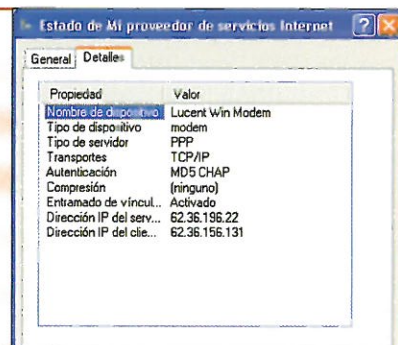 Estado de Mi proveedor de servicios Internet
General Detalles
Propiedad Valor
Nombre de dispositivo Lucent Win Modem
Tipo de dispositivo modem
Tipo de servidor PPP
Transportes TCP/IP
Autenticación MD5 CHAP
Compresión (ninguno)
Entramado de víncul... Activado
Dirección IP del serv... 62.36.196.22
Dirección IP del clie... 62.36.156.131